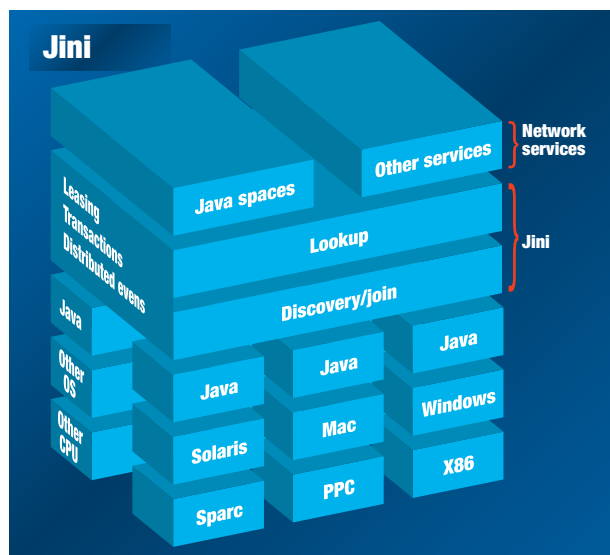 Jini
Network
services
Other services
Java spaces
Leasing
Transactions
Distributed evens
Lookup
Jini
Discovery/join
Java
Java
Java
Java
Other
OS
Solaris
Mac
Windows
Other
CPU
Sparc
PPC
X86